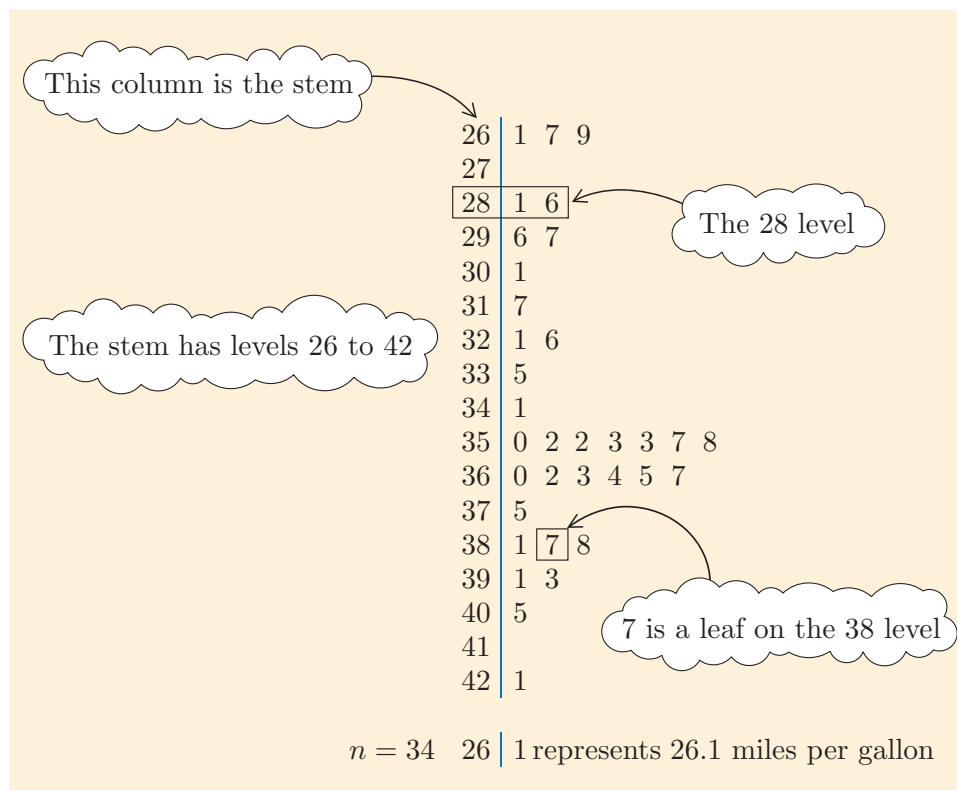 This column is the stem
26 1 7 9
27
28 1 6
The 28 level
29 6 7
30 1
31 7
The stem has levels 26 to 42
32 1 6
33 5
34 1
35 0 2 2 3 3 7 8
36 0 2 3 4 5 7
37 5
38 1 7 8
39 1 3
40 5
7 is a leaf on the 38 level
41
42 1
n = 34 26 1 represents 26.1 miles per gallon